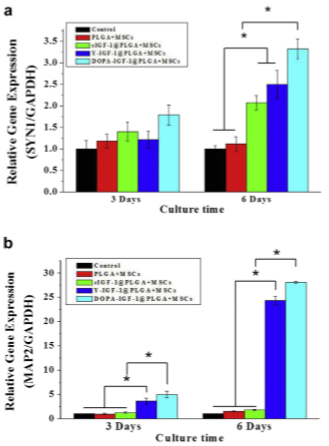 a
Relative Gene Expression
(SYN1/GAPDH)
3.5
3.0
2.5
2.0
1.5
1.0
0.5
0.0
Control
PLGA+MSCs
cIGF-1@PLGA+MSCs
Y-IGF-1@PLGA+MSCs
DOPA-IGF-1@PLGA+MSCs
*
*
3 Days
6 Days
Culture time
b
Relative Gene Expression
(MAP2/GAPDH)
30
25
20
15
10
5
0
Control
PLGA+MSCs
cIGF-1@PLGA+MSCs
Y-IGF-1@PLGA+MSCs
DOPA-IGF-1@PLGA+MSCs
*
*
*
*
3 Days
6 Days
Culture time